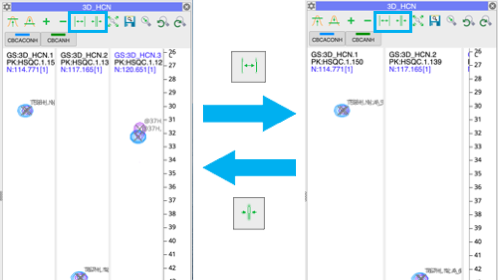 3D_HCN
CBCACONH CBCANH
GS:3D_HCN.1 GS:3D_HCN.2 GS:3D_HCN.3
PK:HSQC.1.15 PK:HSQC.1.13 PK:HSQC.1.12
N:114.771[1] N:117.165[1] N:120.651[1]
26
C
28
29
30
31
32
33
34
35
36
37
38
39
40
41
42
3D_HCN
CBCACONH CBCANH
GS:3D_HCN.1 GS:3D_HCN.2
PK:HSQC.1.150 PK:HSQC.1.139
N:114.771[1] N:117.165[1]
26
C
28
29
30
31
32
33
34
35
36
37
38
39
40
41
42